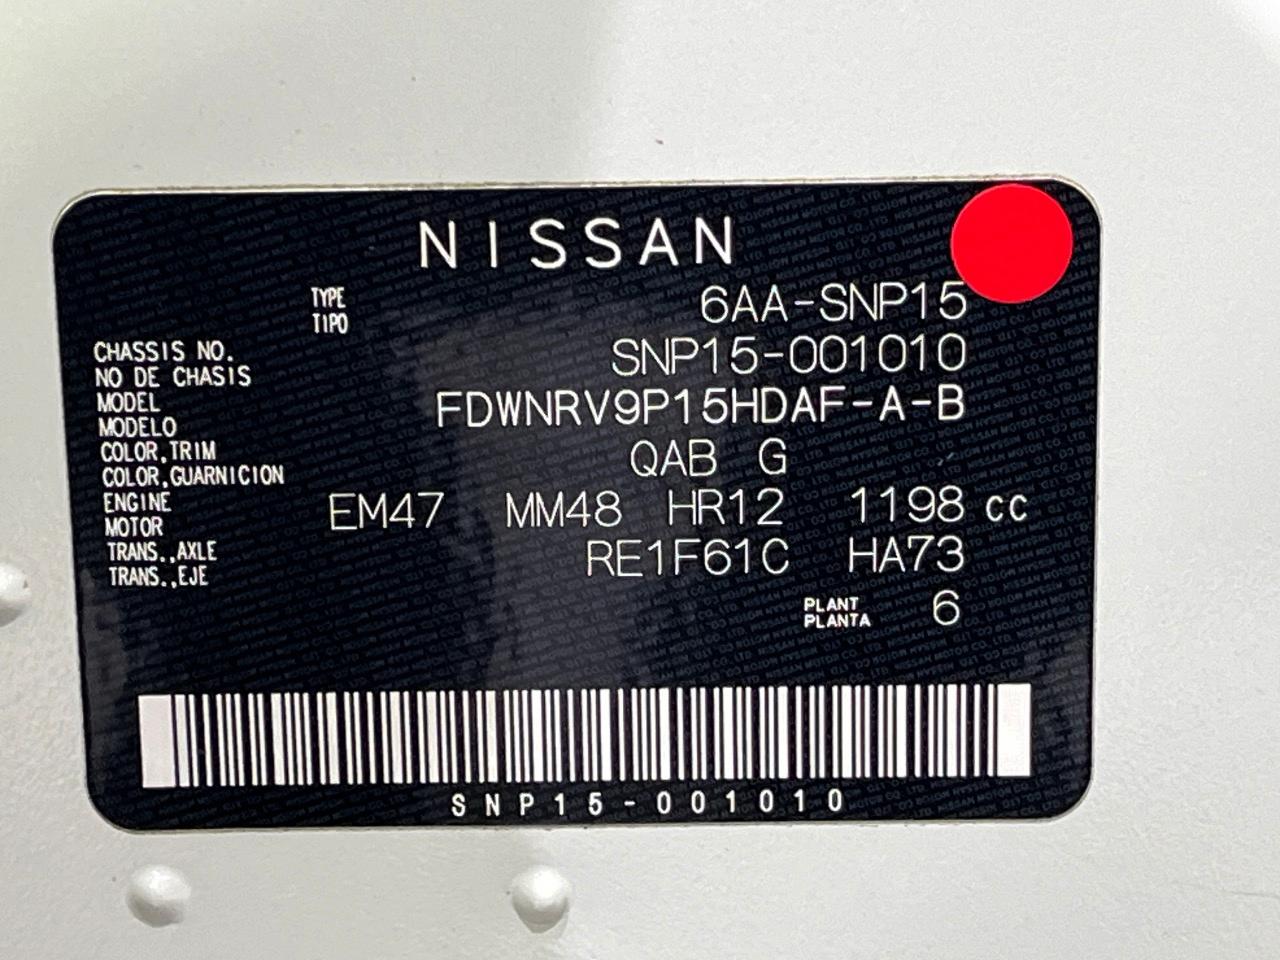 NISSAN
TYPE 6AA-SNP15
TIPO
CHASSIS NO. SNP15-001010
NO DE CHASIS
MODEL FDWNRV9P15HDAF-A-B
MODELO
COLOR,TRIM QAB G
COLOR,GUARNICION
ENGINE EM47 MM48 HR12 1198 cc
MOTOR
TRANS.,AXLE RE1F61C HA73
TRANS.,EJE
PLANT 6
PLANTA
SNP15-001010